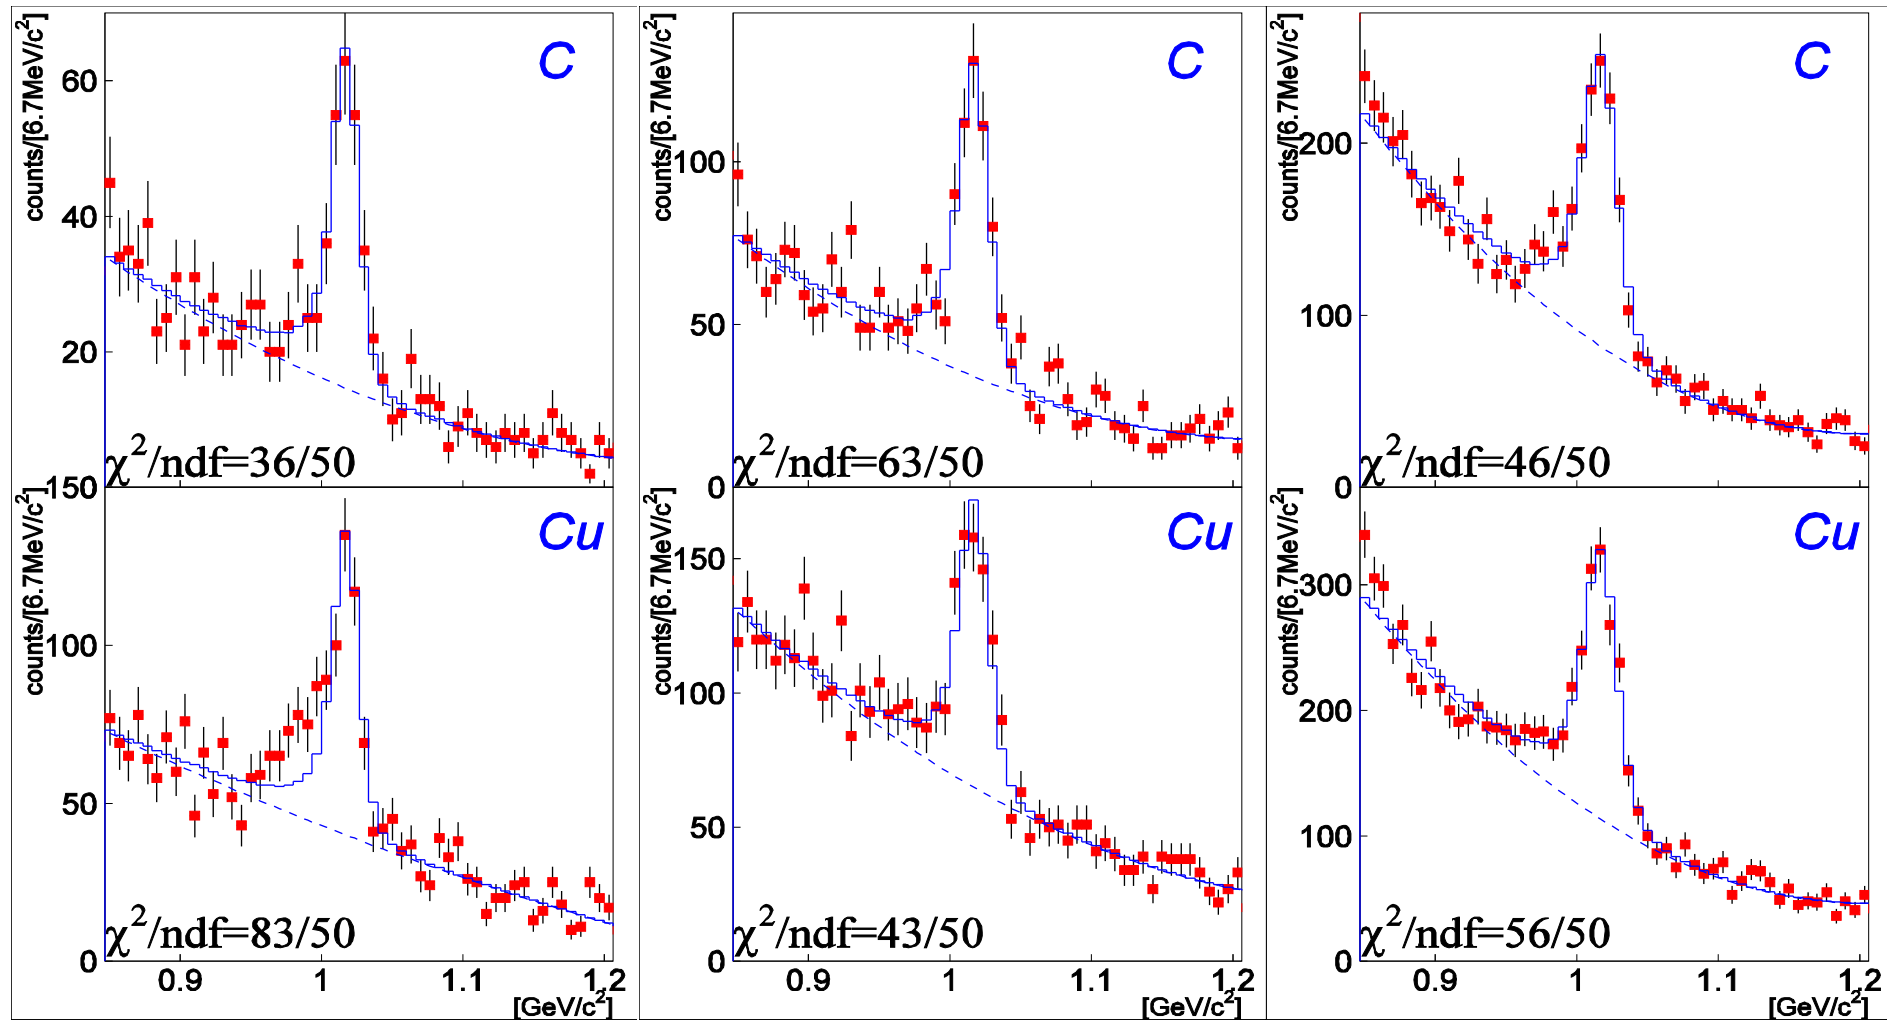 counts/[6.7MeV/c²]
60
40
20
C
χ²/ndf=36/50
counts/[6.7MeV/c²]
100
50
0
C
χ²/ndf=63/50
counts/[6.7MeV/c²]
200
100
0
C
χ²/ndf=46/50
counts/[6.7MeV/c²]
150
100
50
0
Cu
χ²/ndf=83/50
0.9 1 1.1 1.2
[GeV/c²]
counts/[6.7MeV/c²]
150
100
50
0
Cu
χ²/ndf=43/50
0.9 1 1.1 1.2
[GeV/c²]
counts/[6.7MeV/c²]
300
200
100
0
Cu
χ²/ndf=56/50
0.9 1 1.1 1.2
[GeV/c²]